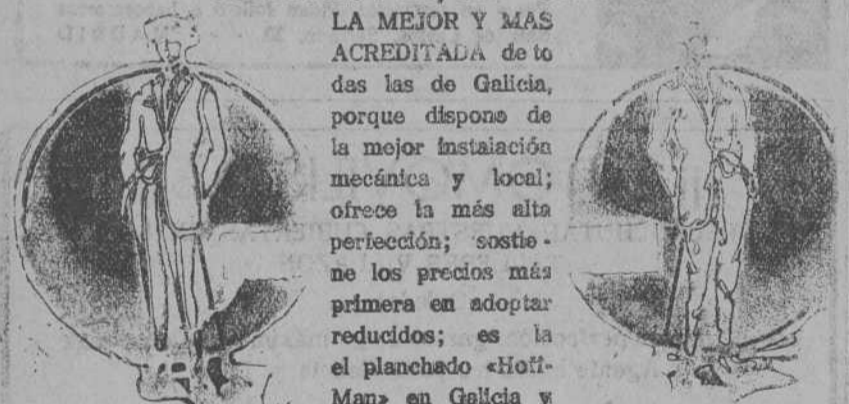 LA MEJOR Y MAS
ACREDITADA de to
das las de Galicia,
porque dispone de
la mejor instalación
mecánica y local;
ofrece la más alta
perfección; sostie-
ne los precios más
primera en adoptar
reducidos; es la
el planchado «Hoff-
Man» en Galicia y